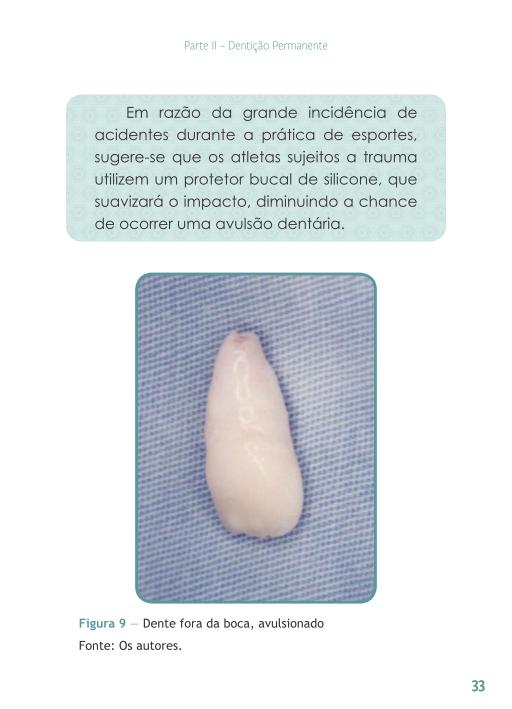 Parte II – Dentição Permanente
Em razão da grande incidência de
acidentes durante a prática de esportes,
sugere-se que os atletas sujeitos a trauma
utilizem um protetor bucal de silicone, que
suavizará o impacto, diminuindo a chance
de ocorrer uma avulsão dentária.
Figura 9 — Dente fora da boca, avulsionado
Fonte: Os autores.
33